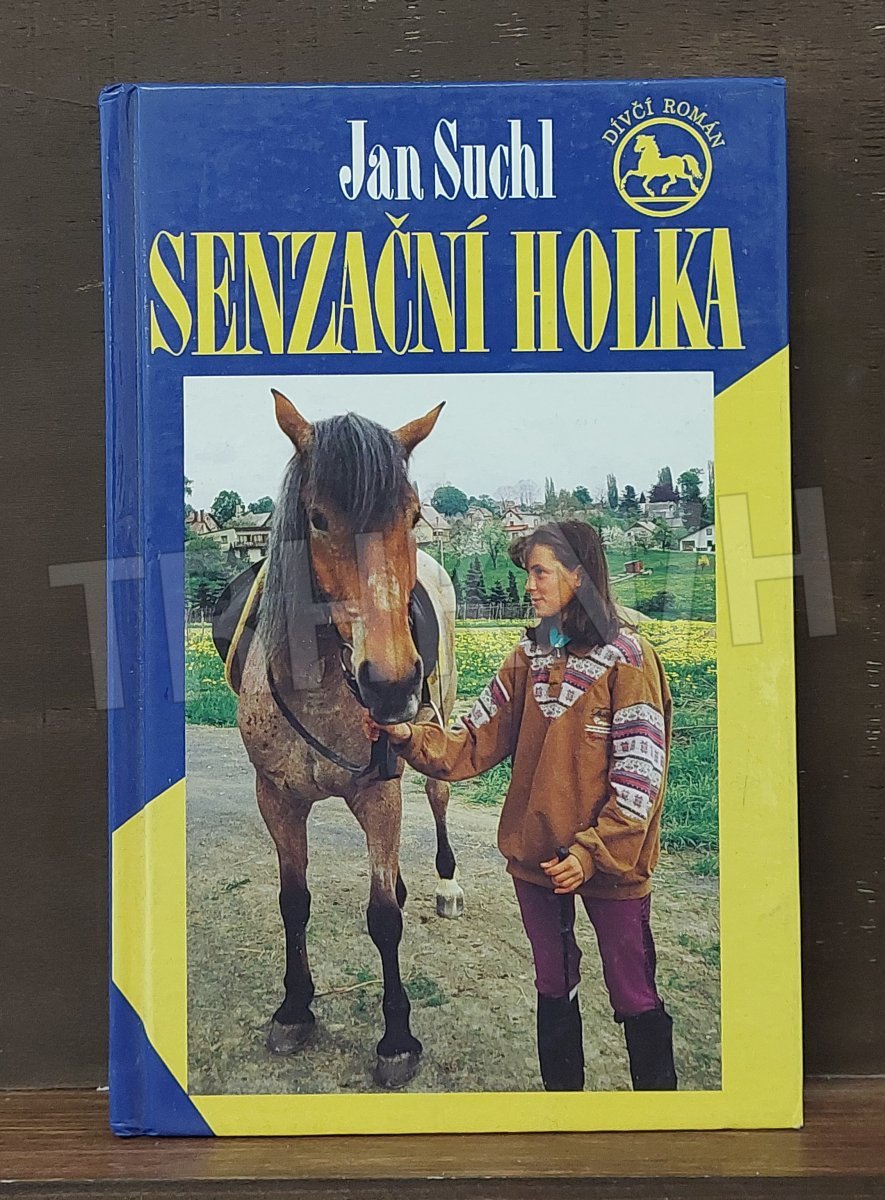 DÍVČÍ ROMÁN
Jan Suchl
SENZAČNÍ HOLKA